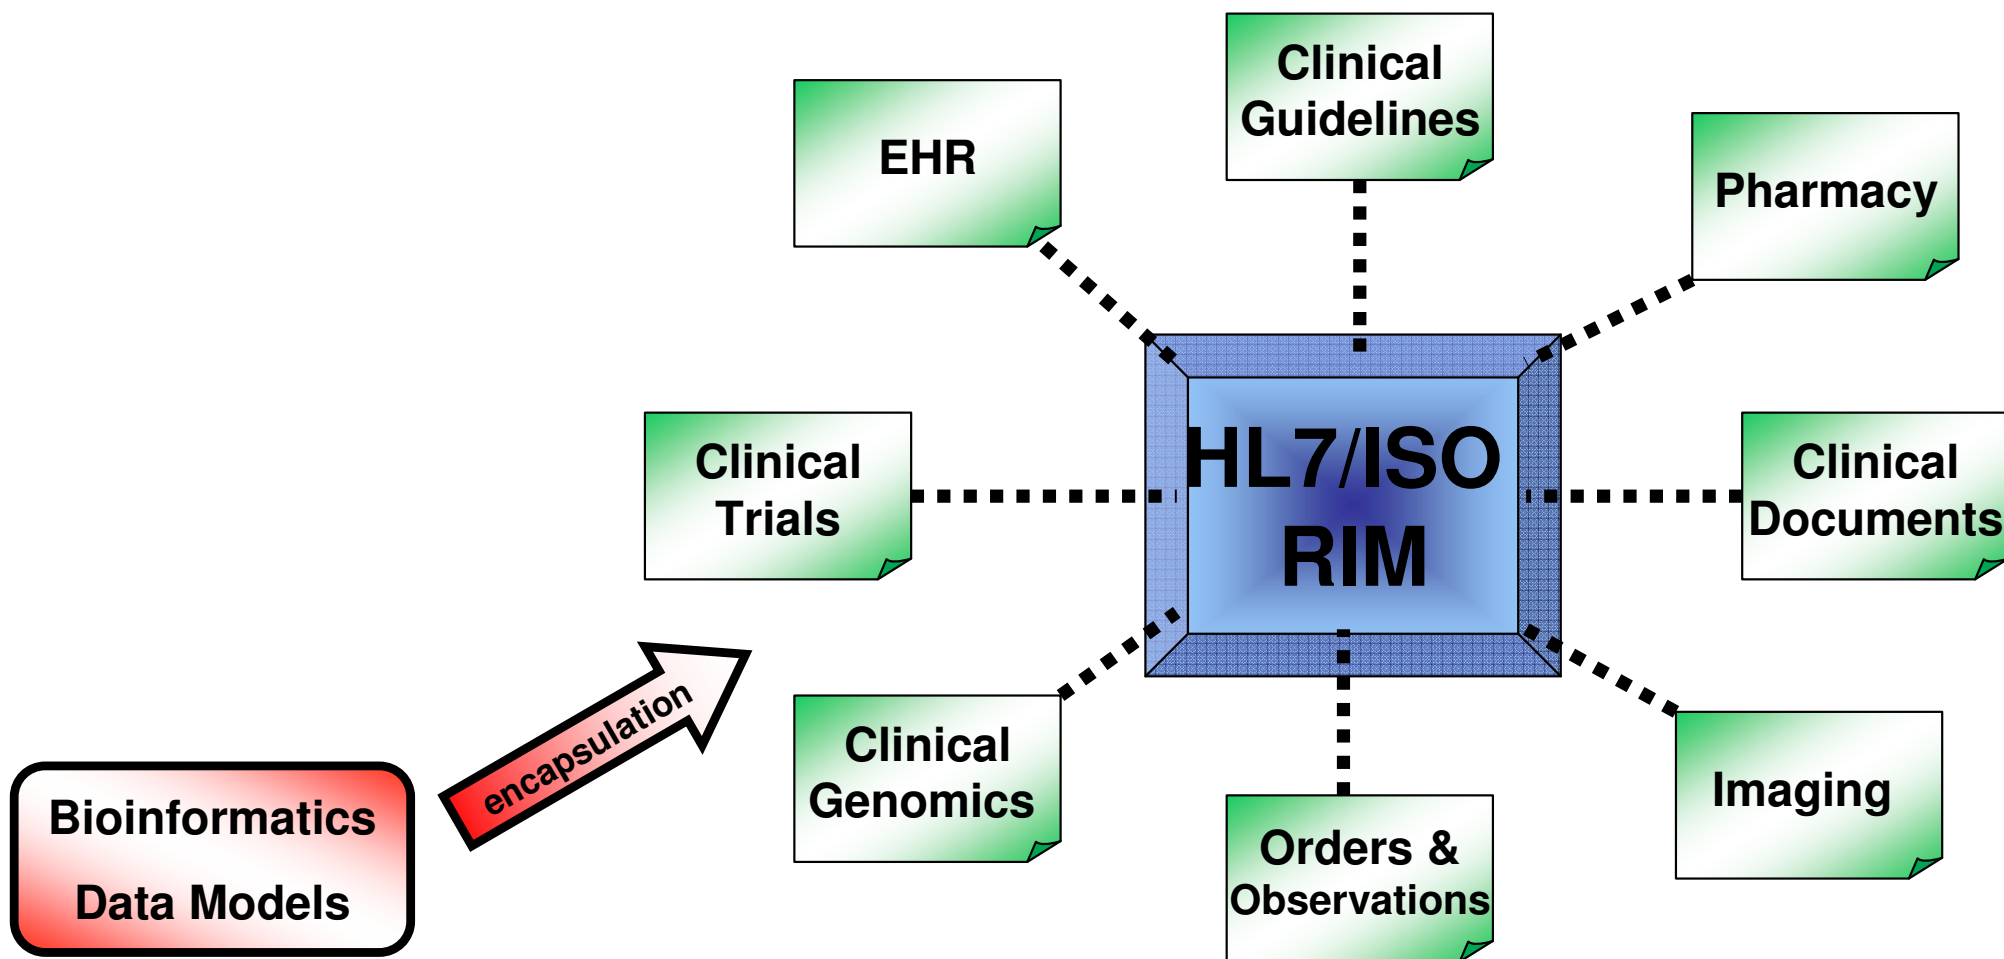 Clinical
Guidelines
EHR
Pharmacy
Clinical
Trials
HL7/ISO
RIM
Clinical
Documents
encapsulation
Clinical
Genomics
Imaging
Bioinformatics
Data Models
Orders &
Observations